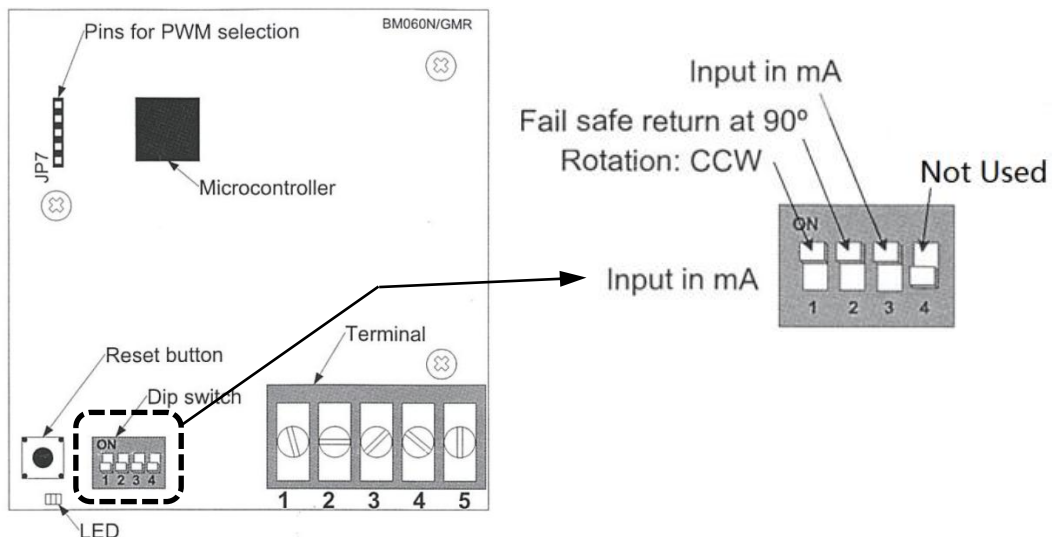 Pins for PWM selection
BM060N/GMR
JP7
Microcontroller
Reset button
Dip switch
ON
1 2 3 4
LED
Terminal
1 2 3 4 5
Input in mA
Fail safe return at 90º
Rotation: CCW
Not Used
Input in mA
ON
1 2 3 4